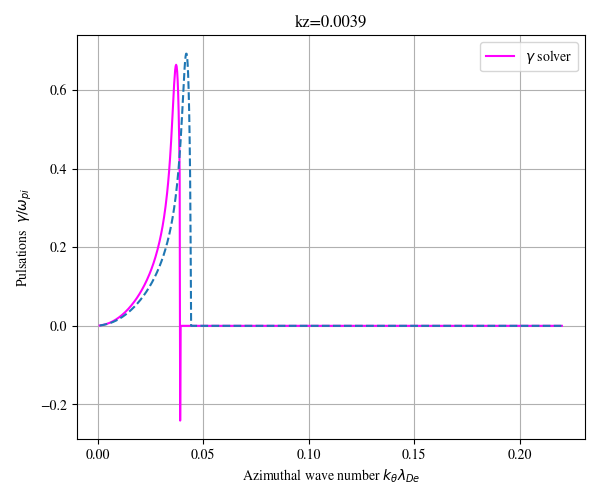 kz=0.0039
γ solver
Pulsations γ/ω_pi
0.6
0.4
0.2
0.0
−0.2
0.00 0.05 0.10 0.15 0.20
Azimuthal wave number k_θλ_De